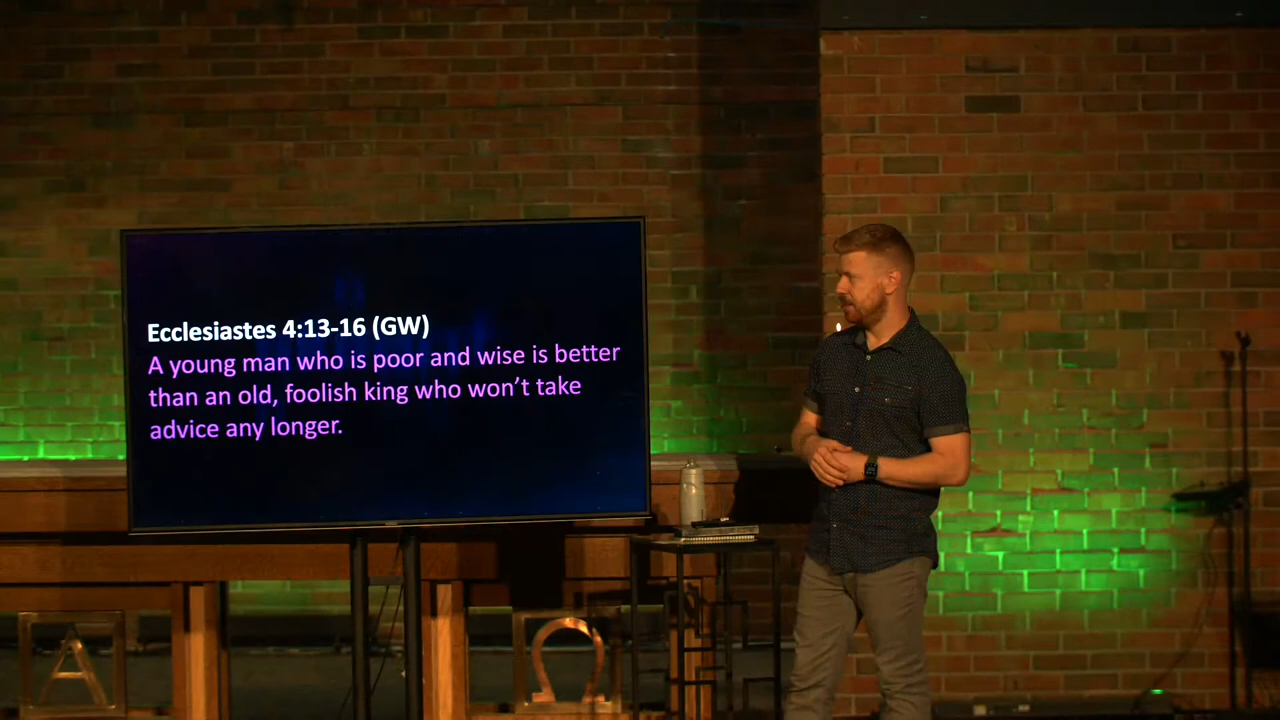 Ecclesiastes 4:13-16 (GW)
A young man who is poor and wise is better
than an old, foolish king who won’t take
advice any longer.
Α Ω